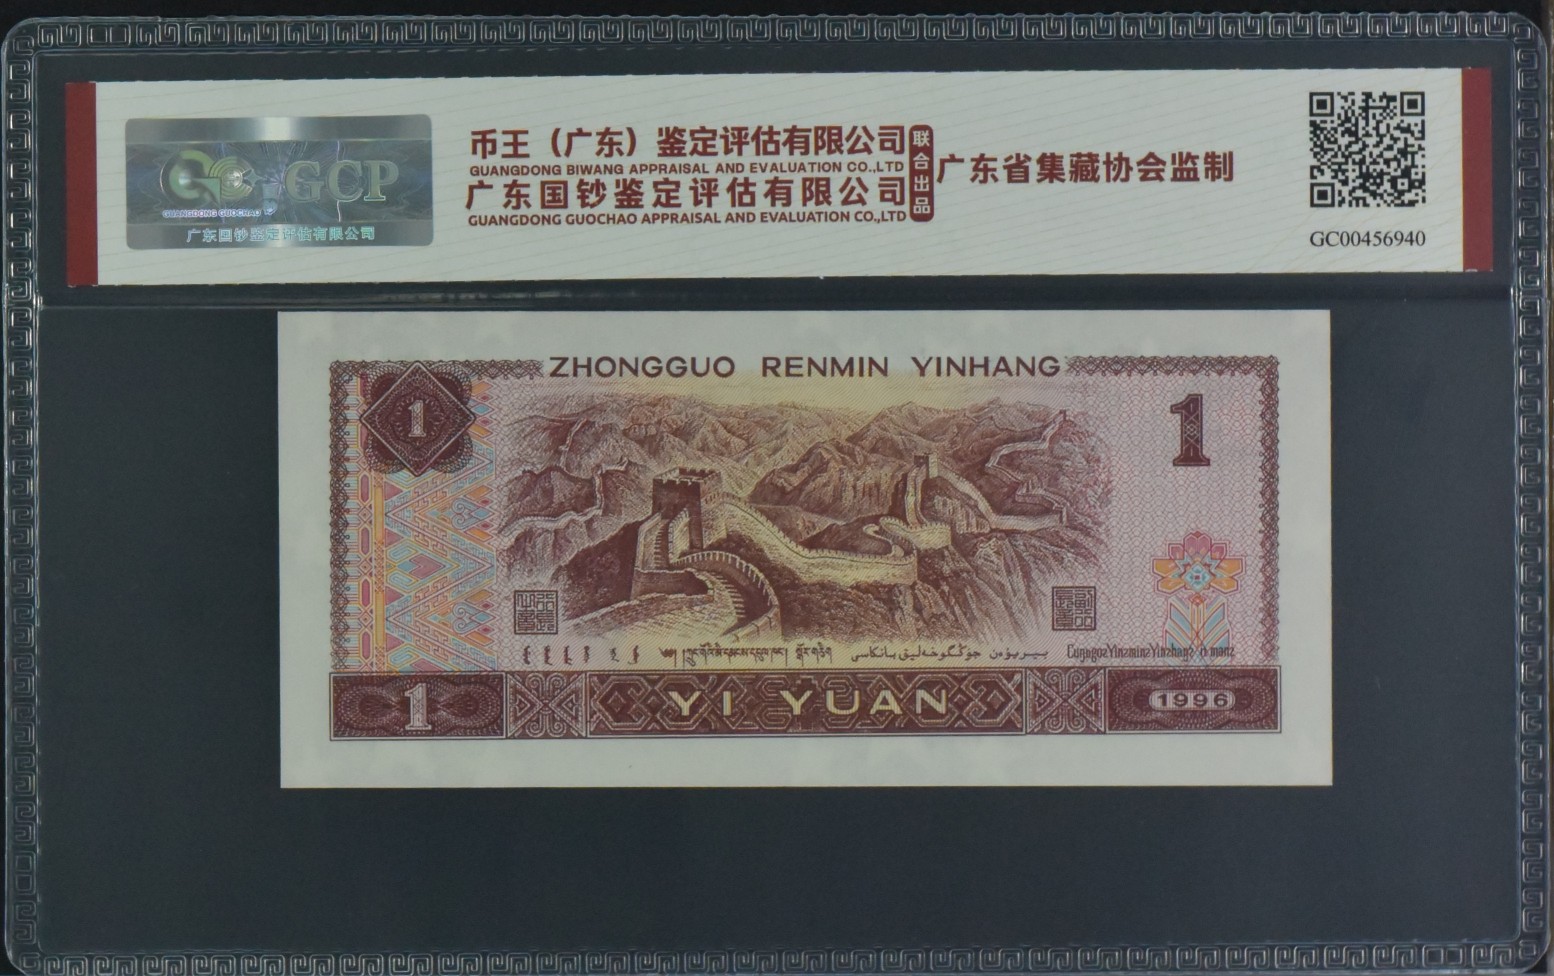 GCP
GUANGDONG GUOCHAO
广东国钞鉴定评估有限公司
币王（广东）鉴定评估有限公司
GUANGDONG BIWANG APPRAISAL AND EVALUATION CO.,LTD
广东国钞鉴定评估有限公司
GUANGDONG GUOCHAO APPRAISAL AND EVALUATION CO.,LTD
联合出品
广东省集藏协会监制
GC00456940
ZHONGGUO RENMIN YINHANG
1
1
1
YI YUAN
1996